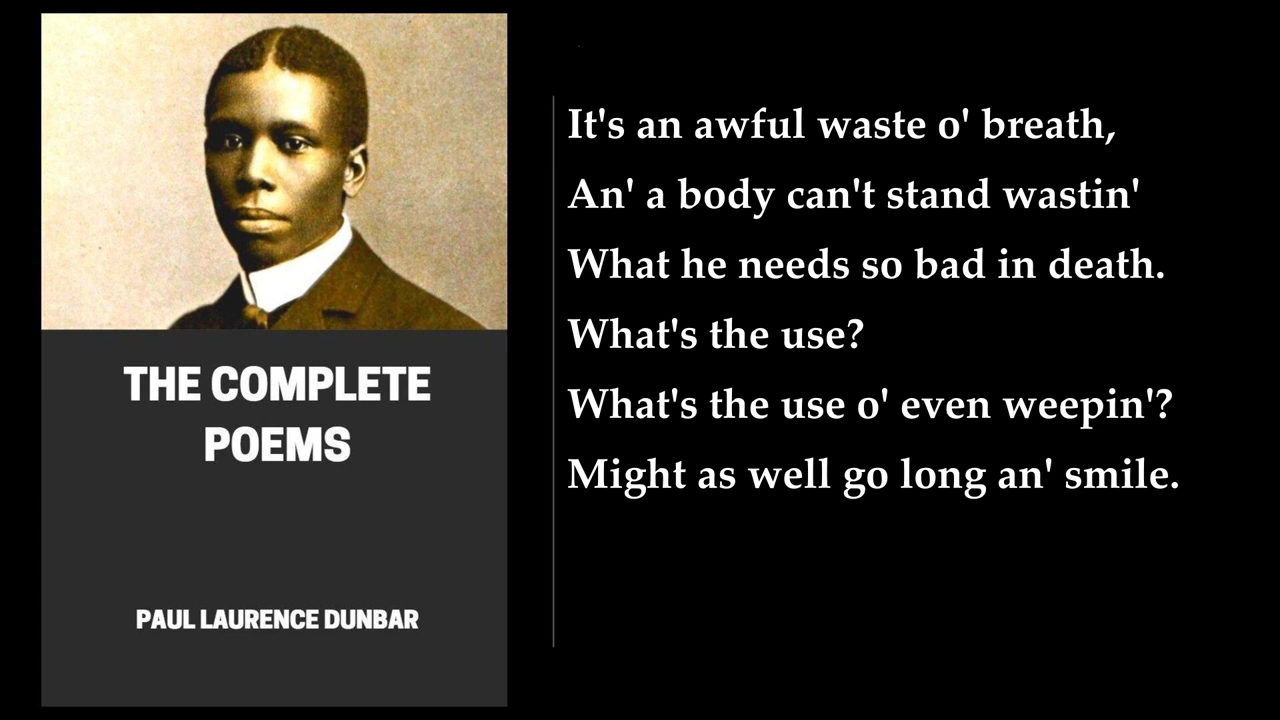 THE COMPLETE
POEMS
PAUL LAURENCE DUNBAR
It's an awful waste o' breath,
An' a body can't stand wastin'
What he needs so bad in death.
What's the use?
What's the use o' even weepin'?
Might as well go long an' smile.